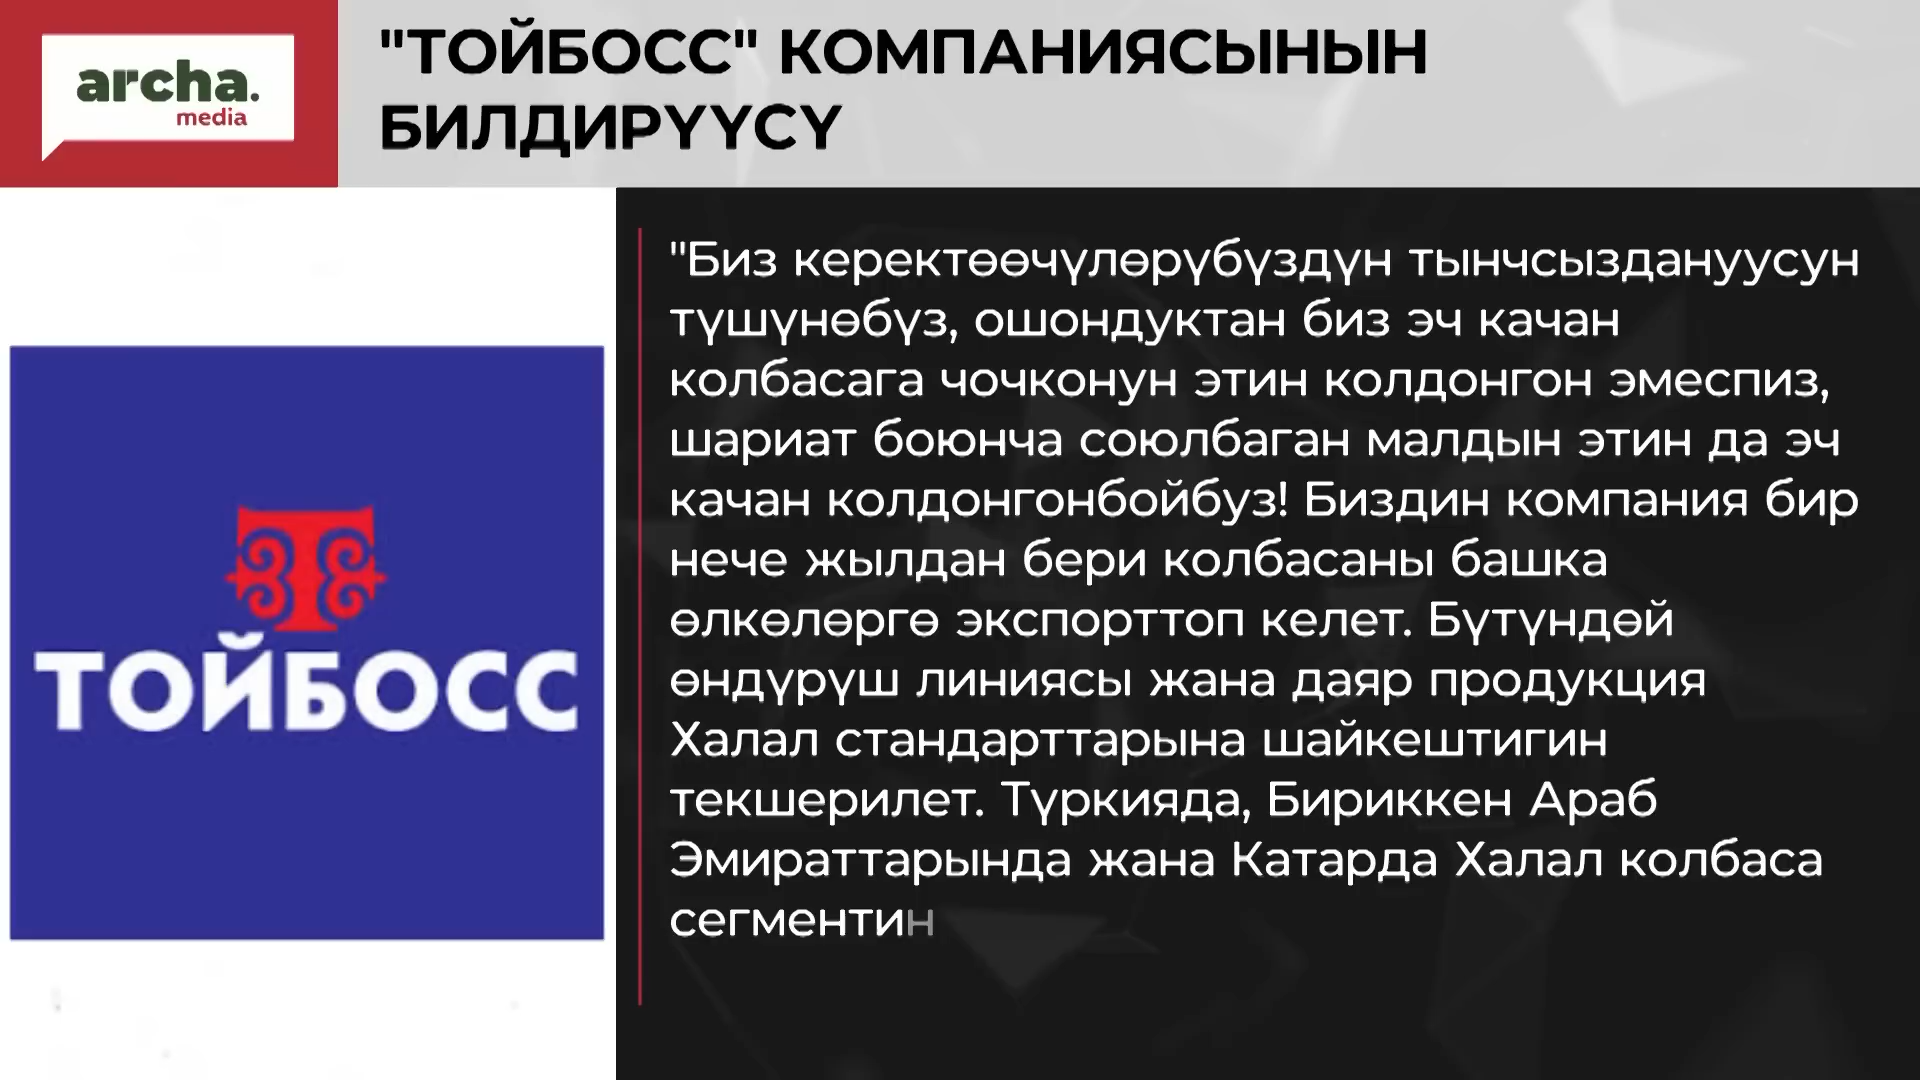 archa.
media
"ТОЙБОСС" КОМПАНИЯСЫНЫН
БИЛДИРҮҮСҮ
ТОЙБОСС
"Биз керектөөчүлөрүбүздүн тынчсыздануусун
түшүнөбүз, ошондуктан биз эч качан
колбасага чочконун этин колдонгон эмеспиз,
шариат боюнча союлбаган малдын этин да эч
качан колдонгонбойбуз! Биздин компания бир
нече жылдан бери колбасаны башка
өлкөлөргө экспорттоп келет. Бүтүндөй
өндүрүш линиясы жана даяр продукция
Халал стандарттарына шайкештигин
текшерилет. Түркияда, Бириккен Араб
Эмираттарында жана Катарда Халал колбаса
сегментин